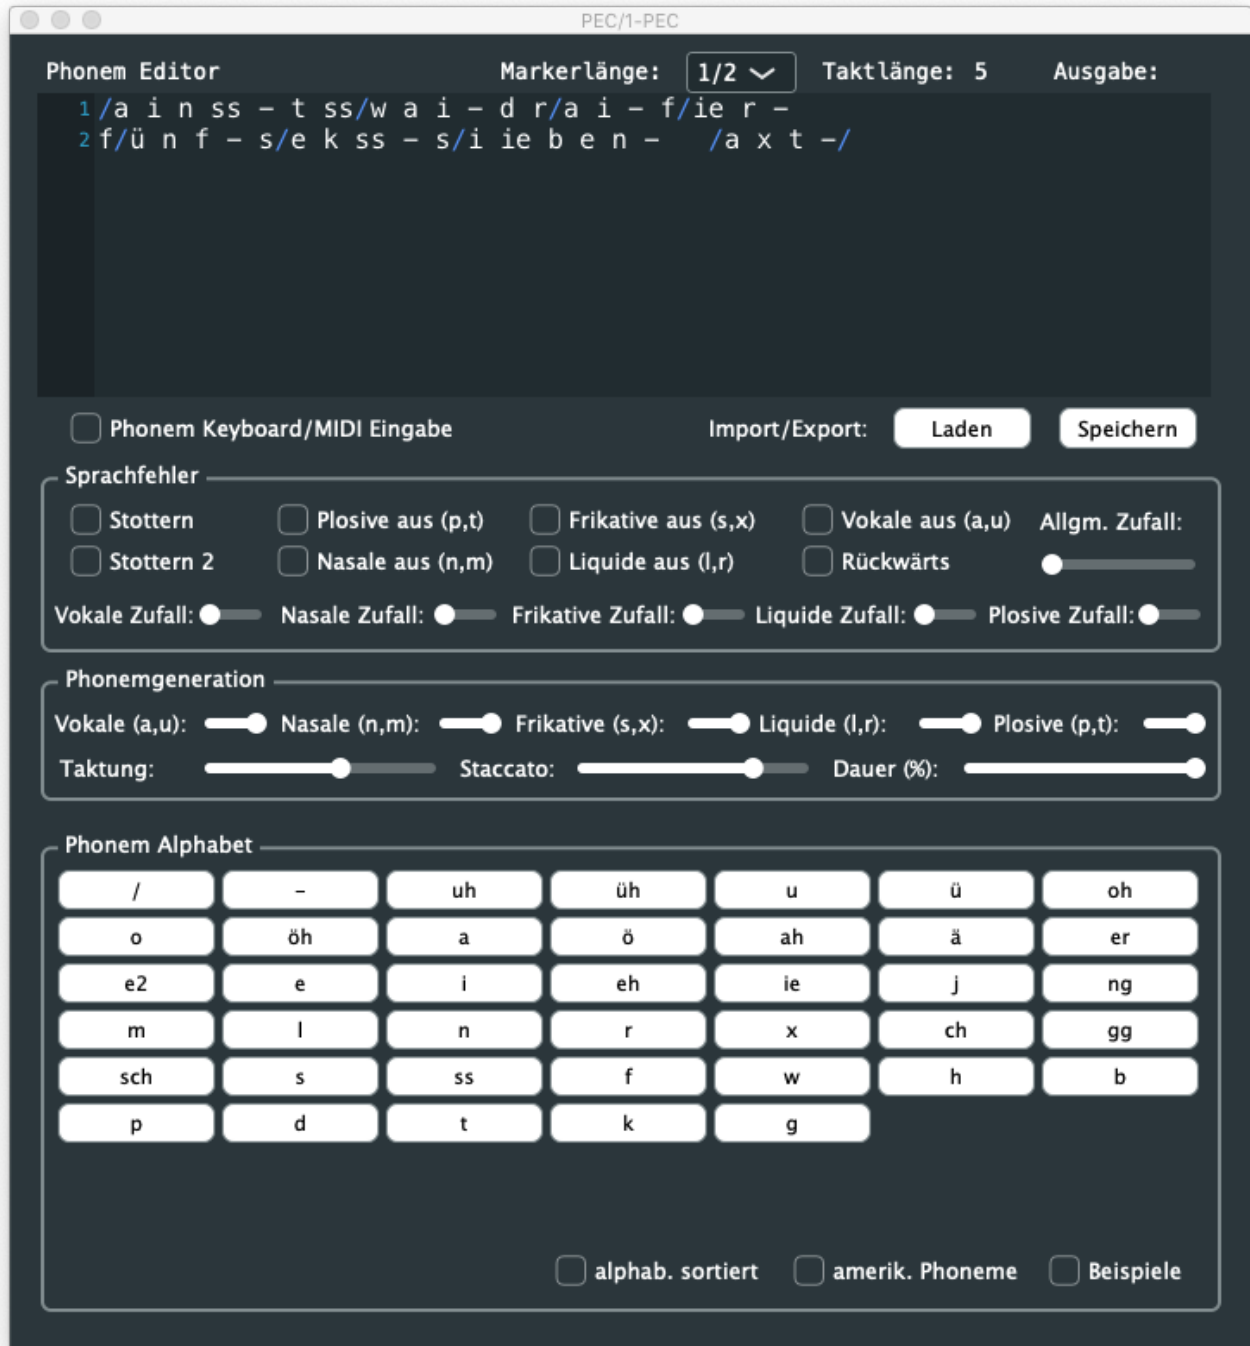 PEC/1-PEC
Phonem Editor Markerlänge: 1/2 Taktlänge: 5 Ausgabe:
1 /a i n ss – t ss/w a i – d r/a i – f/ie r –
2 f/ü n f – s/e k ss – s/i ie b e n – /a x t –/
Phonem Keyboard/MIDI Eingabe Import/Export: Laden Speichern
Sprachfehler
Stottern Plosive aus (p,t) Frikative aus (s,x) Vokale aus (a,u) Allgm. Zufall:
Stottern 2 Nasale aus (n,m) Liquide aus (l,r) Rückwärts
Vokale Zufall: Nasale Zufall: Frikative Zufall: Liquide Zufall: Plosive Zufall:
Phonemgeneration
Vokale (a,u): Nasale (n,m): Frikative (s,x): Liquide (l,r): Plosive (p,t):
Taktung: Staccato: Dauer (%):
Phonem Alphabet
/ – uh üh u ü oh
o öh a ö ah ä er
e2 e i eh ie j ng
m l n r x ch gg
sch s ss f w h b
p d t k g
alphab. sortiert amerik. Phoneme Beispiele